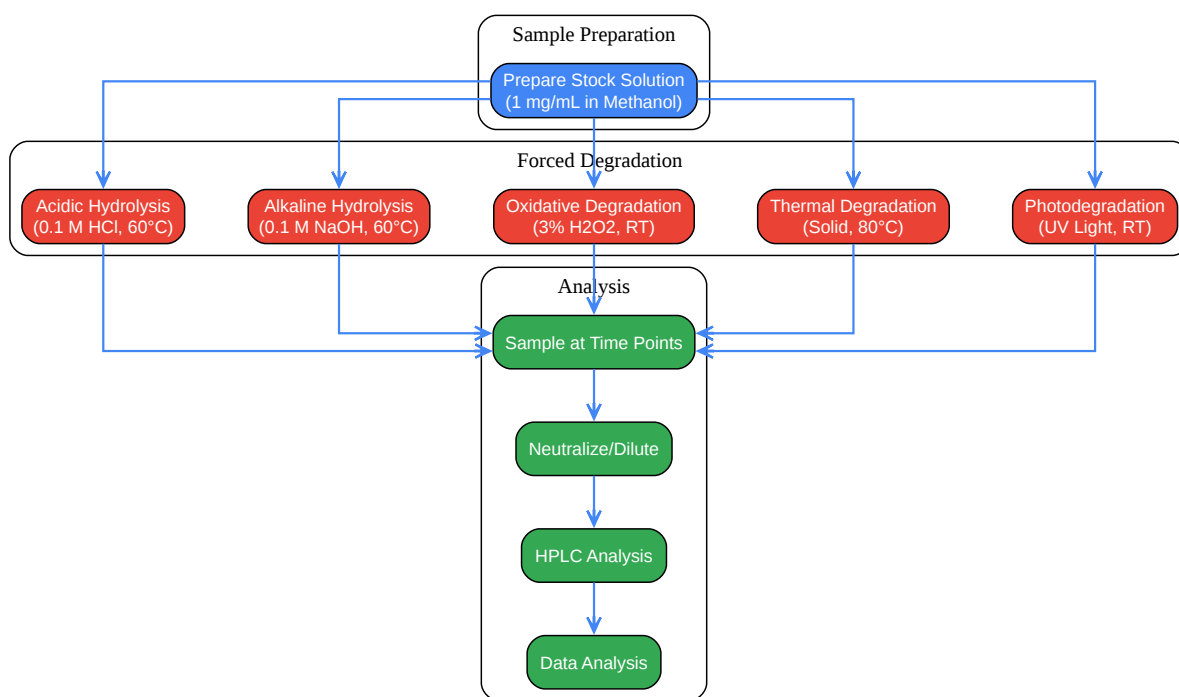 Sample Preparation
Prepare Stock Solution
(1 mg/mL in Methanol)
Forced Degradation
Acidic Hydrolysis
(0.1 M HCl, 60°C)
Alkaline Hydrolysis
(0.1 M NaOH, 60°C)
Oxidative Degradation
(3% H2O2, RT)
Thermal Degradation
(Solid, 80°C)
Photodegradation
(UV Light, RT)
Analysis
Sample at Time Points
Neutralize/Dilute
HPLC Analysis
Data Analysis